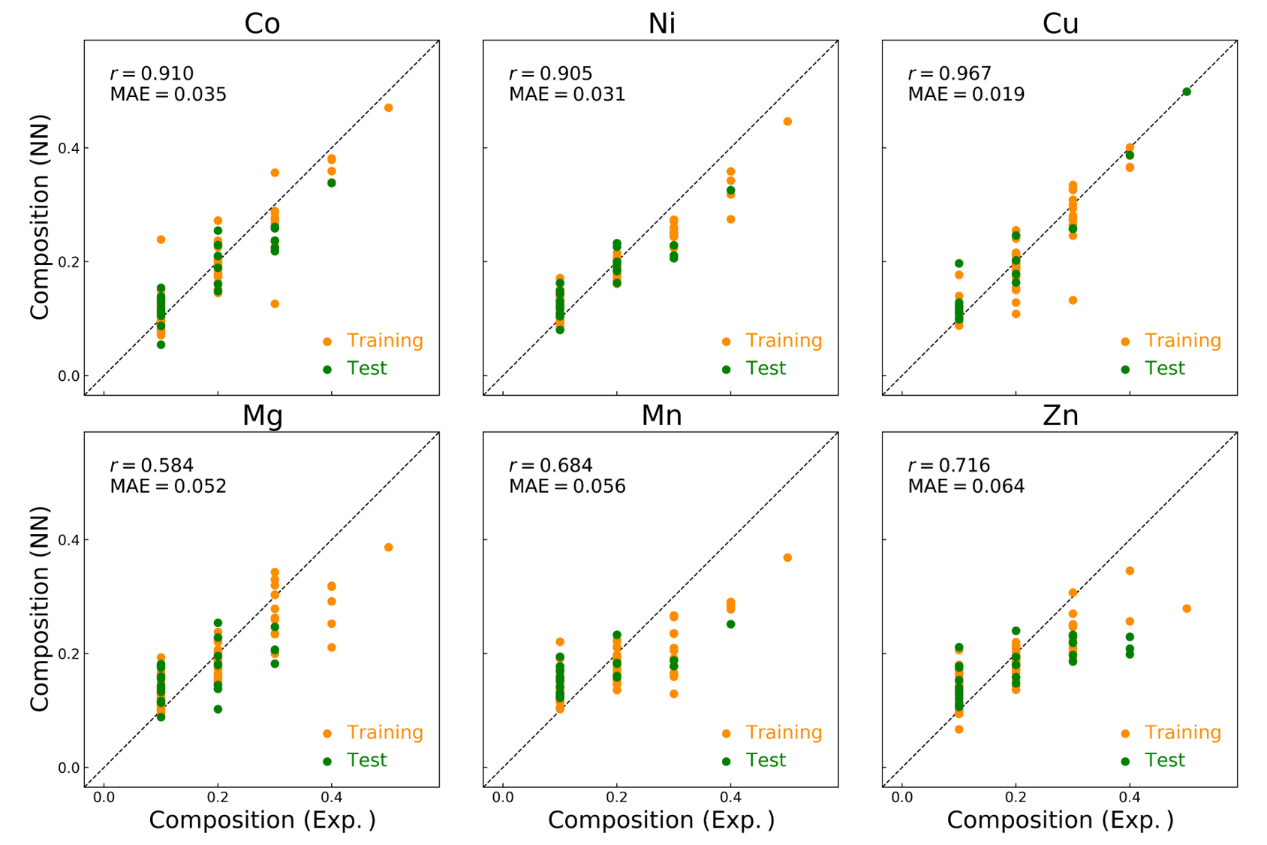 Co
Ni
Cu
r = 0.910
MAE = 0.035
r = 0.905
MAE = 0.031
r = 0.967
MAE = 0.019
Composition (NN)
0.4
0.2
0.0
Training
Test
Training
Test
Training
Test
Mg
Mn
Zn
r = 0.584
MAE = 0.052
r = 0.684
MAE = 0.056
r = 0.716
MAE = 0.064
Composition (NN)
0.4
0.2
0.0
Training
Test
Training
Test
Training
Test
0.0 0.2 0.4
0.0 0.2 0.4
0.0 0.2 0.4
Composition (Exp. )
Composition (Exp. )
Composition (Exp. )